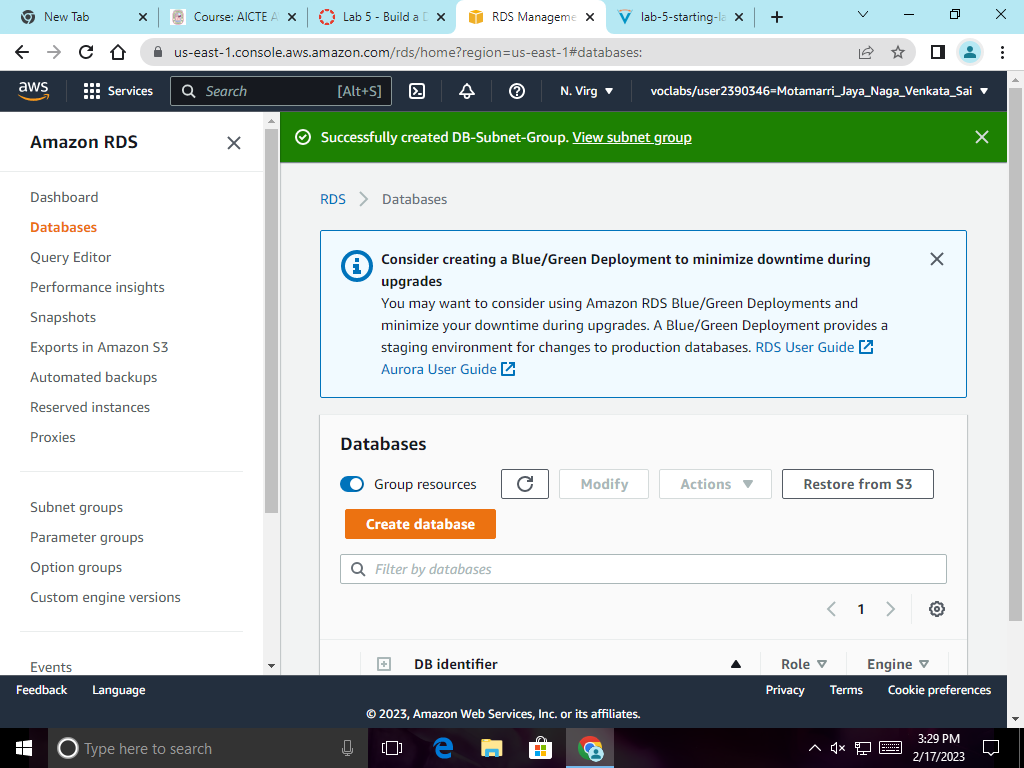 New Tab
Course: AICTE A
Lab 5 - Build a D
RDS Manageme
lab-5-starting-la
us-east-1.console.aws.amazon.com/rds/home?region=us-east-1#databases:
aws
Services
Search
[Alt+S]
N. Virg
voclabs/user2390346=Motamarri_Jaya_Naga_Venkata_Sai
Amazon RDS
Dashboard
Databases
Query Editor
Performance insights
Snapshots
Exports in Amazon S3
Automated backups
Reserved instances
Proxies
Subnet groups
Parameter groups
Option groups
Custom engine versions
Events
Successfully created DB-Subnet-Group. View subnet group
RDS
Databases
Consider creating a Blue/Green Deployment to minimize downtime during
upgrades
You may want to consider using Amazon RDS Blue/Green Deployments and
minimize your downtime during upgrades. A Blue/Green Deployment provides a
staging environment for changes to production databases. RDS User Guide
Aurora User Guide
Databases
Group resources
Modify
Actions
Restore from S3
Create database
Filter by databases
1
DB identifier
Role
Engine
Feedback
Language
Privacy
Terms
Cookie preferences
© 2023, Amazon Web Services, Inc. or its affiliates.
Type here to search
3:29 PM
2/17/2023